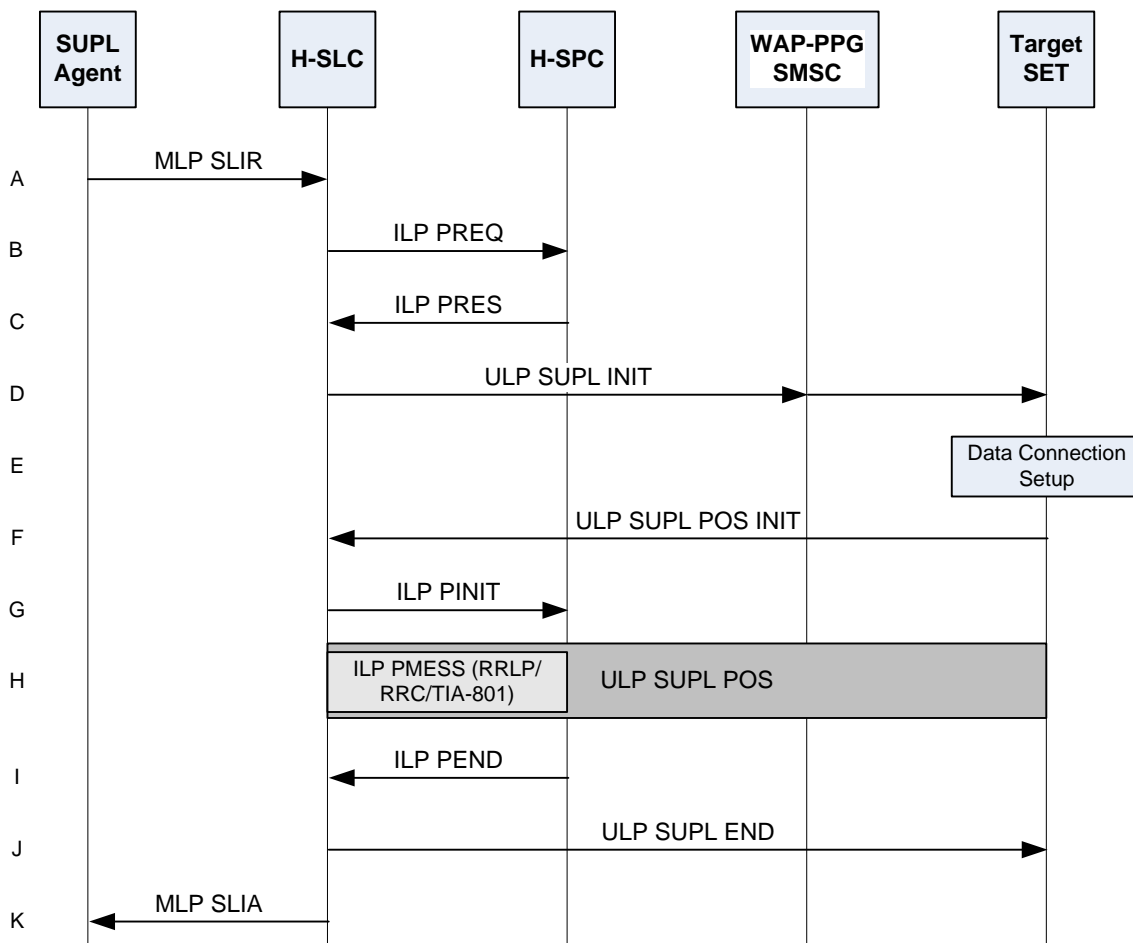 SUPL
Agent
H-SLC
H-SPC
WAP-PPG
SMSC
Target
SET
A
MLP SLIR
B
ILP PREQ
C
ILP PRES
D
ULP SUPL INIT
E
Data Connection
Setup
F
ULP SUPL POS INIT
G
ILP PINIT
H
ILP PMESS (RRLP/
RRC/TIA-801)
ULP SUPL POS
I
ILP PEND
J
ULP SUPL END
K
MLP SLIA